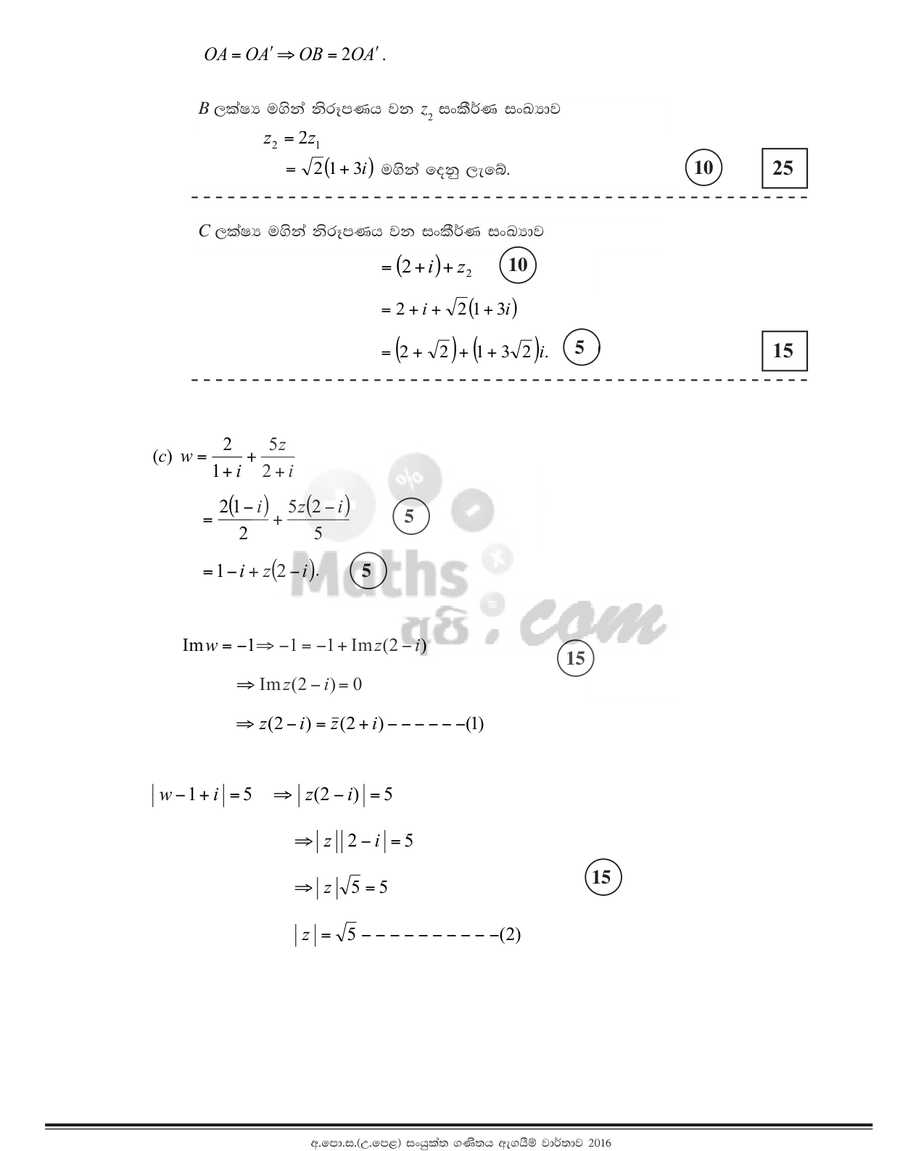 OA = OA′ ⇒ OB = 2OA′ .
B ලක්ෂ්‍ය මගින් නිරූපණය වන z₂ සංකීර්ණ සංඛ්‍යාව
z₂ = 2z₁
= √2(1 + 3i) මගින් දෙනු ලැබේ. 10 25
C ලක්ෂ්‍ය මගින් නිරූපණය වන සංකීර්ණ සංඛ්‍යාව
= (2 + i) + z₂ 10
= 2 + i + √2(1 + 3i)
= (2 + √2) + (1 + 3√2)i. 5 15
(c) w = 2/(1 + i) + 5z/(2 + i)
= 2(1 − i)/2 + 5z(2 − i)/5 5
= 1 − i + z(2 − i). 5
Maths
අපි . com
Im w = −1 ⇒ −1 = −1 + Im z(2 − i) 15
⇒ Im z(2 − i) = 0
⇒ z(2 − i) = z̄(2 + i) − − − − − −(1)
| w − 1 + i | = 5 ⇒ | z(2 − i) | = 5
⇒ | z || 2 − i | = 5
⇒ | z |√5 = 5 15
| z | = √5 − − − − − − − − − −(2)
අ.පො.ස.(උ.පෙළ) සංයුක්ත ගණිතය ඇගයීම් වාර්තාව 2016